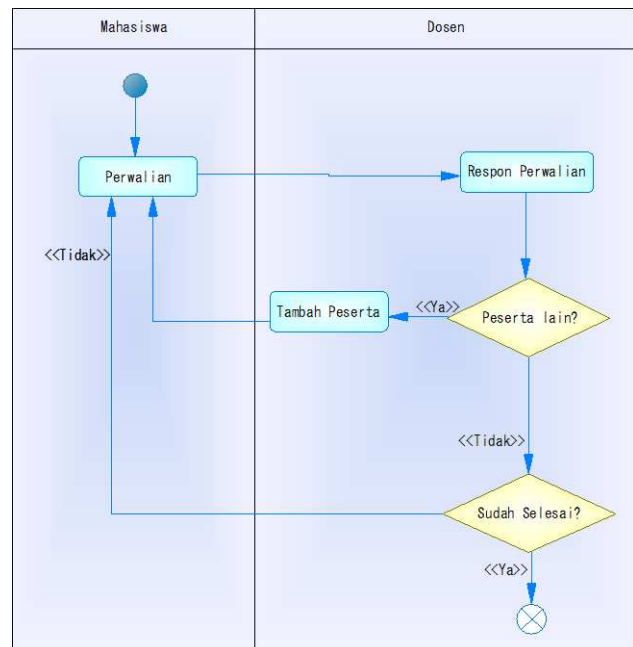 Mahasiswa
Dosen
Perwalian
Respon Perwalian
<<Tidak>>
Tambah Peserta
<<Ya>>
Peserta lain?
<<Tidak>>
Sudah Selesai?
<<Ya>>